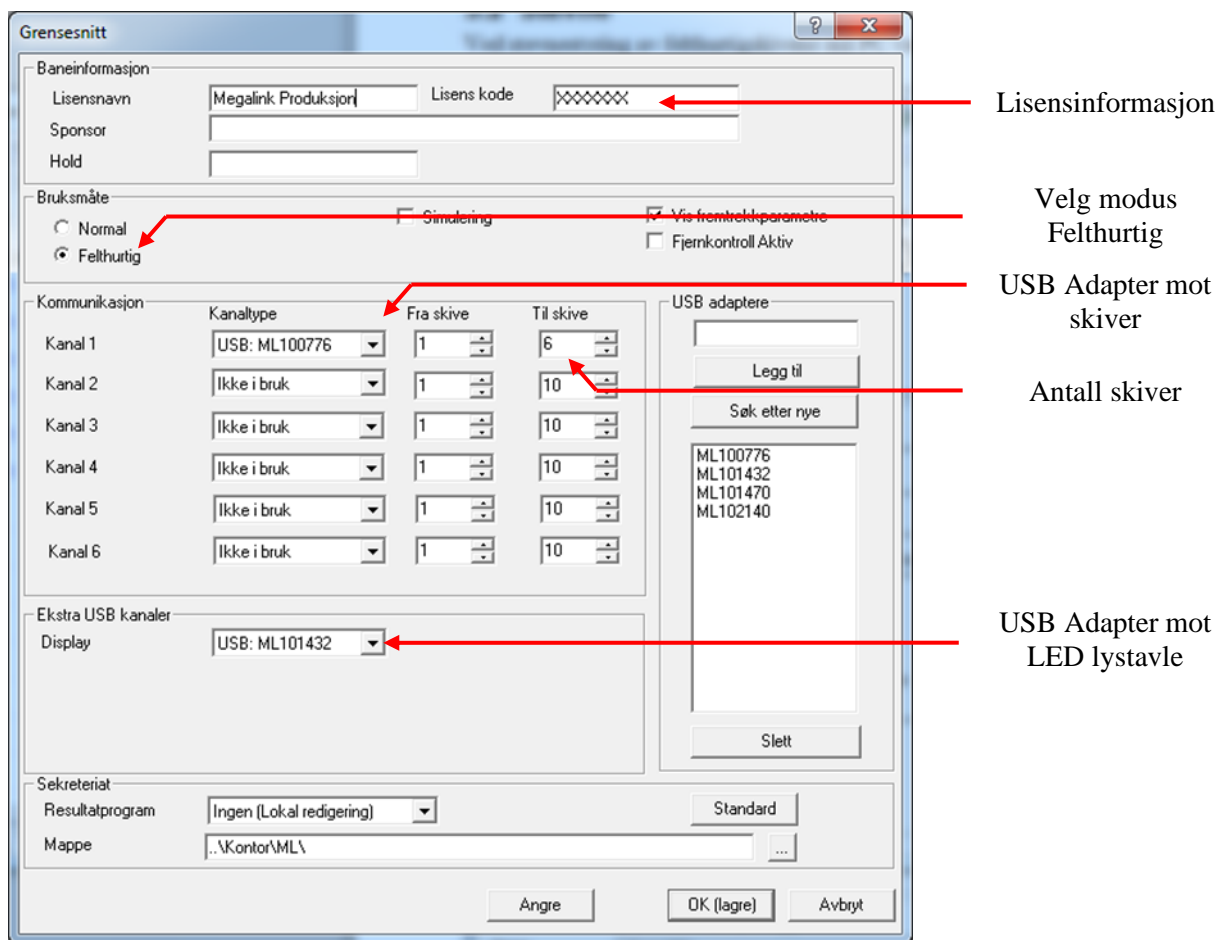 Grensesnitt
Baneinformasjon
Lisensnavn Megalink Produksjon Lisens kode XXXXXXX
Sponsor
Hold
Bruksmåte
Normal Simulering Vis fremtrekkparametre
Felthurtig Fjernkontroll Aktiv
Kommunikasjon Kanaltype Fra skive Til skive
Kanal 1 USB: ML100776 1 6
Kanal 2 Ikke i bruk 1 10
Kanal 3 Ikke i bruk 1 10
Kanal 4 Ikke i bruk 1 10
Kanal 5 Ikke i bruk 1 10
Kanal 6 Ikke i bruk 1 10
USB adaptere
Legg til
Søk etter nye
ML100776
ML101432
ML101470
ML102140
Slett
Ekstra USB kanaler
Display USB: ML101432
Sekreteriat
Resultatprogram Ingen (Lokal redigering) Standard
Mappe ..\Kontor\ML\ ...
Angre OK (lagre) Avbryt
Lisensinformasjon
Velg modus
Felthurtig
USB Adapter mot
skiver
Antall skiver
USB Adapter mot
LED lystavle